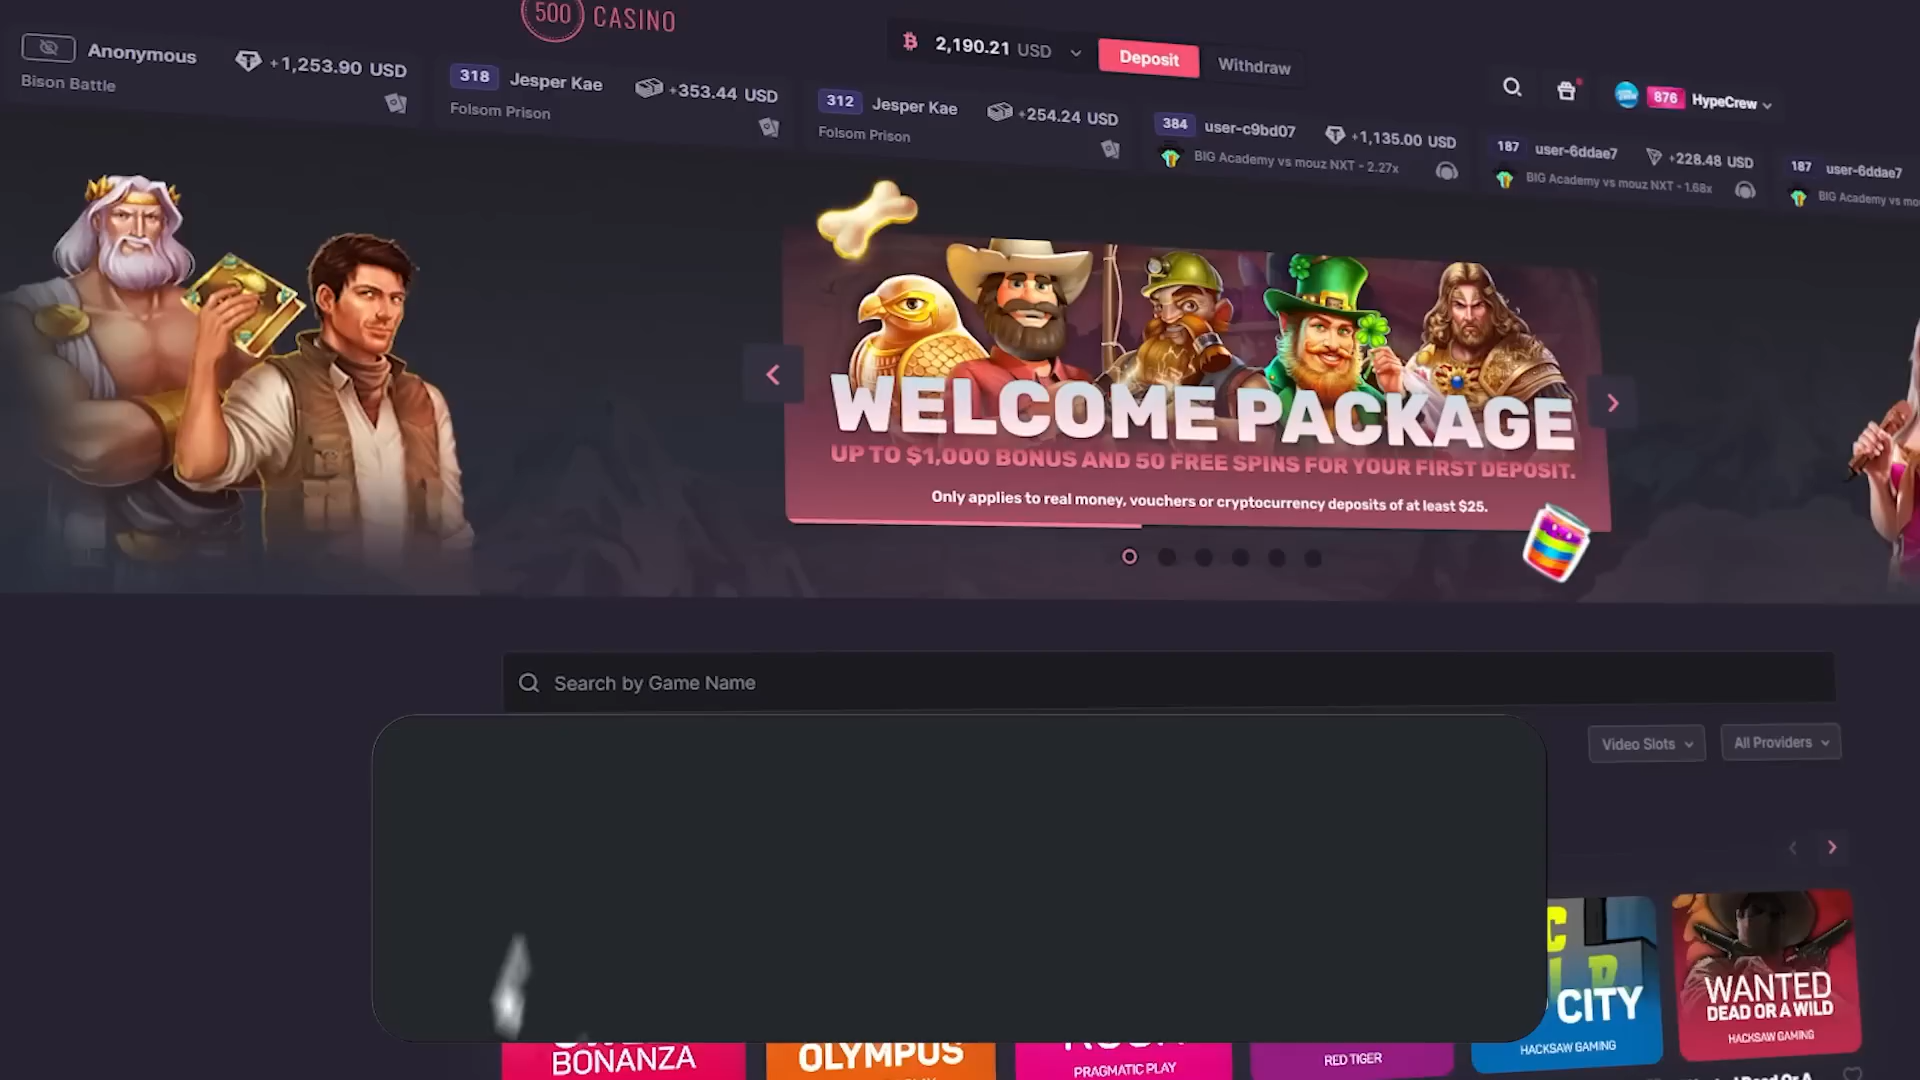 500 CASINO
Anonymous
+1,253.90 USD
Bison Battle
318 Jesper Kae
+353.44 USD
Folsom Prison
312 Jesper Kae
+254.24 USD
Folsom Prison
2,190.21 USD
Deposit
Withdraw
384 user-c9bd07
+1,135.00 USD
BIG Academy vs mouz NXT - 2.27x
876 HypeCrew
187 user-6ddae7
+228.48 USD
BIG Academy vs mouz NXT - 1.68x
187 user-6ddae7
BIG Academy vs mou
WELCOME PACKAGE
UP TO $1,000 BONUS AND 50 FREE SPINS FOR YOUR FIRST DEPOSIT.
Only applies to real money, vouchers or cryptocurrency deposits of at least $25.
Search by Game Name
Video Slots
All Providers
BONANZA
OLYMPUS
PRAGMATIC PLAY
RED TIGER
CITY
HACKSAW GAMING
WANTED
DEAD OR A WILD
HACKSAW GAMING